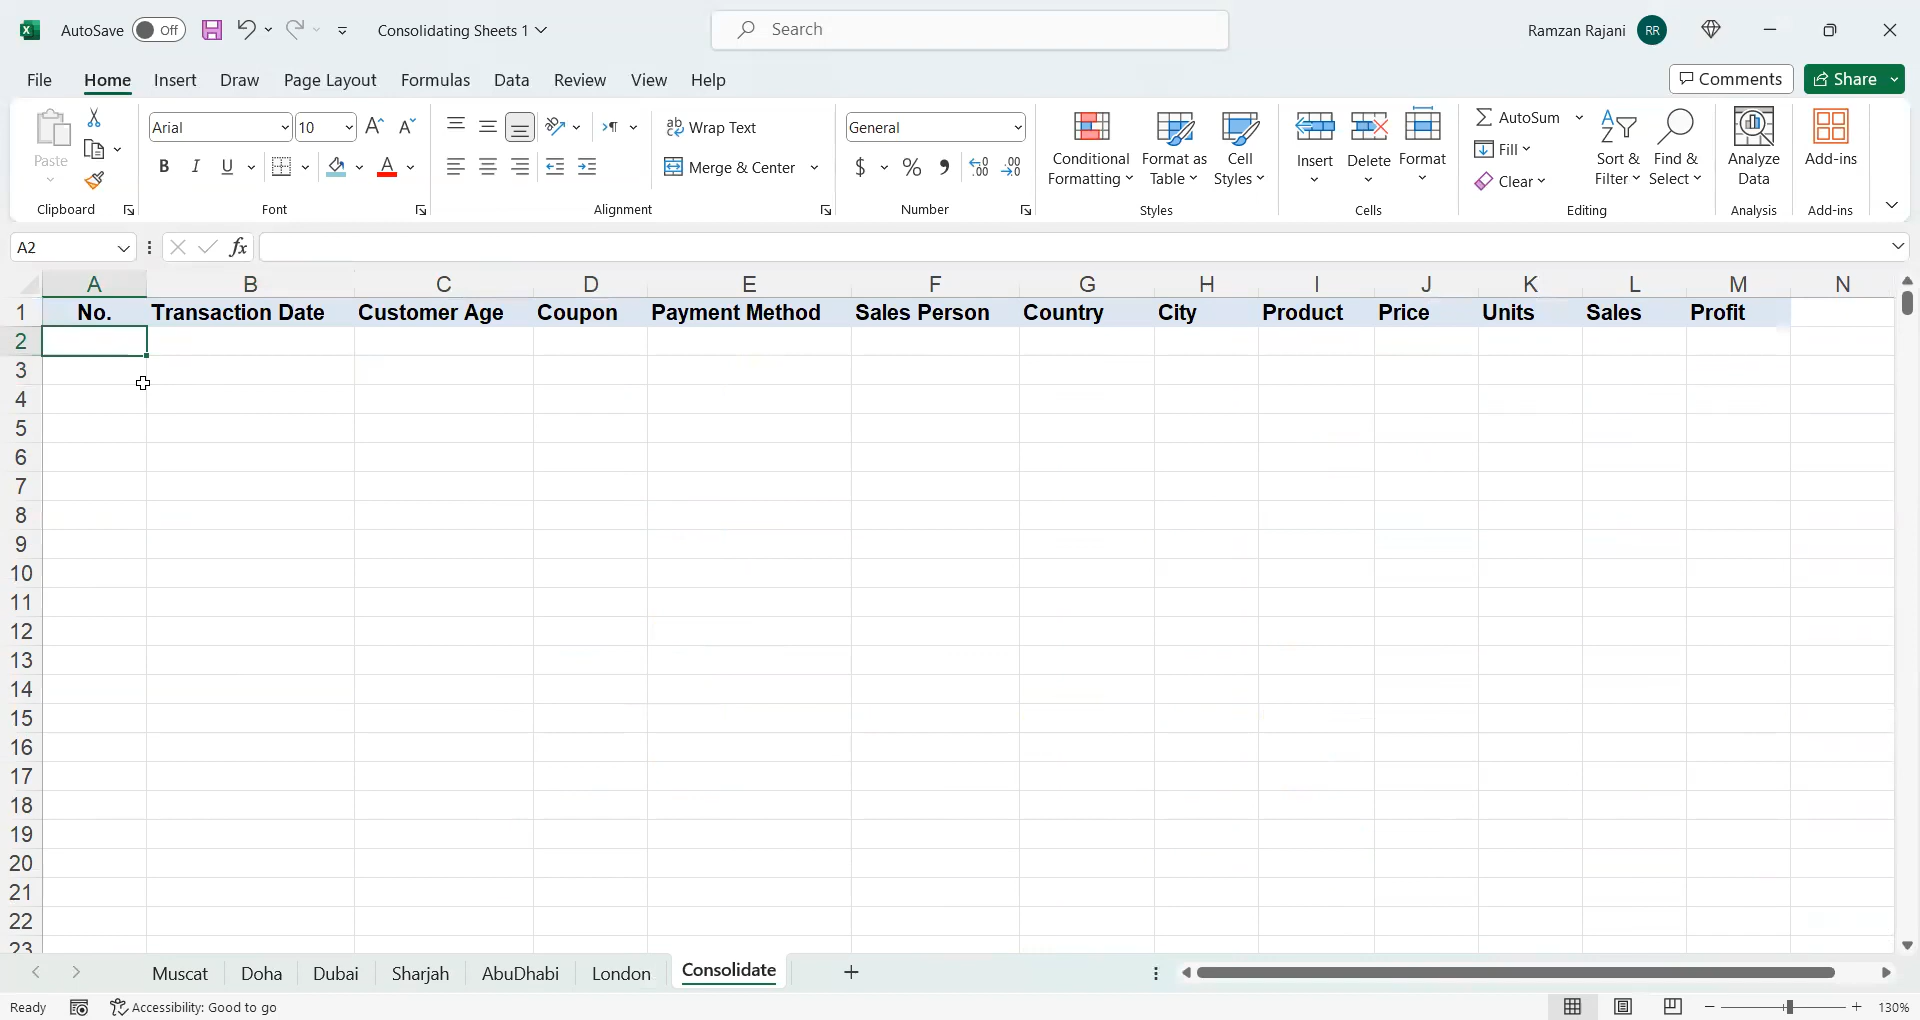 AutoSave Off Consolidating Sheets 1 Search Ramzan Rajani RR
File Home Insert Draw Page Layout Formulas Data Review View Help Comments Share
Paste Arial 10 Wrap Text General Conditional Formatting Format as Table Cell Styles Insert Delete Format AutoSum Fill Clear Sort & Filter Find & Select Analyze Data Add-ins
B I U Merge & Center $ % 9
Clipboard Font Alignment Number Styles Cells Editing Analysis Add-ins
A2 fx
A B C D E F G H I J K L M N
1 No. Transaction Date Customer Age Coupon Payment Method Sales Person Country City Product Price Units Sales Profit
2
3
4
5
6
7
8
9
10
11
12
13
14
15
16
17
18
19
20
21
22
23
Muscat Doha Dubai Sharjah AbuDhabi London Consolidate +
Ready Accessibility: Good to go 130%